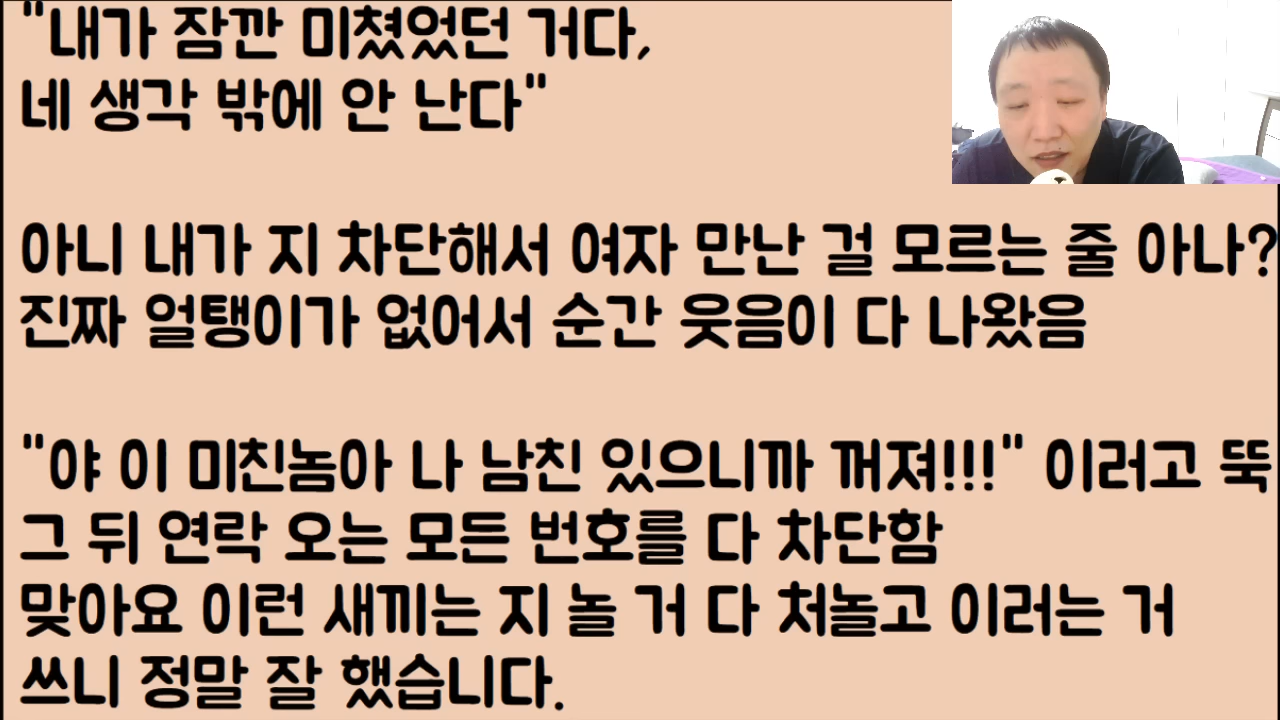 "내가 잠깐 미쳤었던 거다,
네 생각 밖에 안 난다"
아니 내가 지 차단해서 여자 만난 걸 모르는 줄 아나?
진짜 얼탱이가 없어서 순간 웃음이 다 나왔음
"야 이 미친놈아 나 남친 있으니까 꺼져!!!" 이러고 뚝
그 뒤 연락 오는 모든 번호를 다 차단함
맞아요 이런 새끼는 지 놀 거 다 처놀고 이러는 거
쓰니 정말 잘 했습니다.